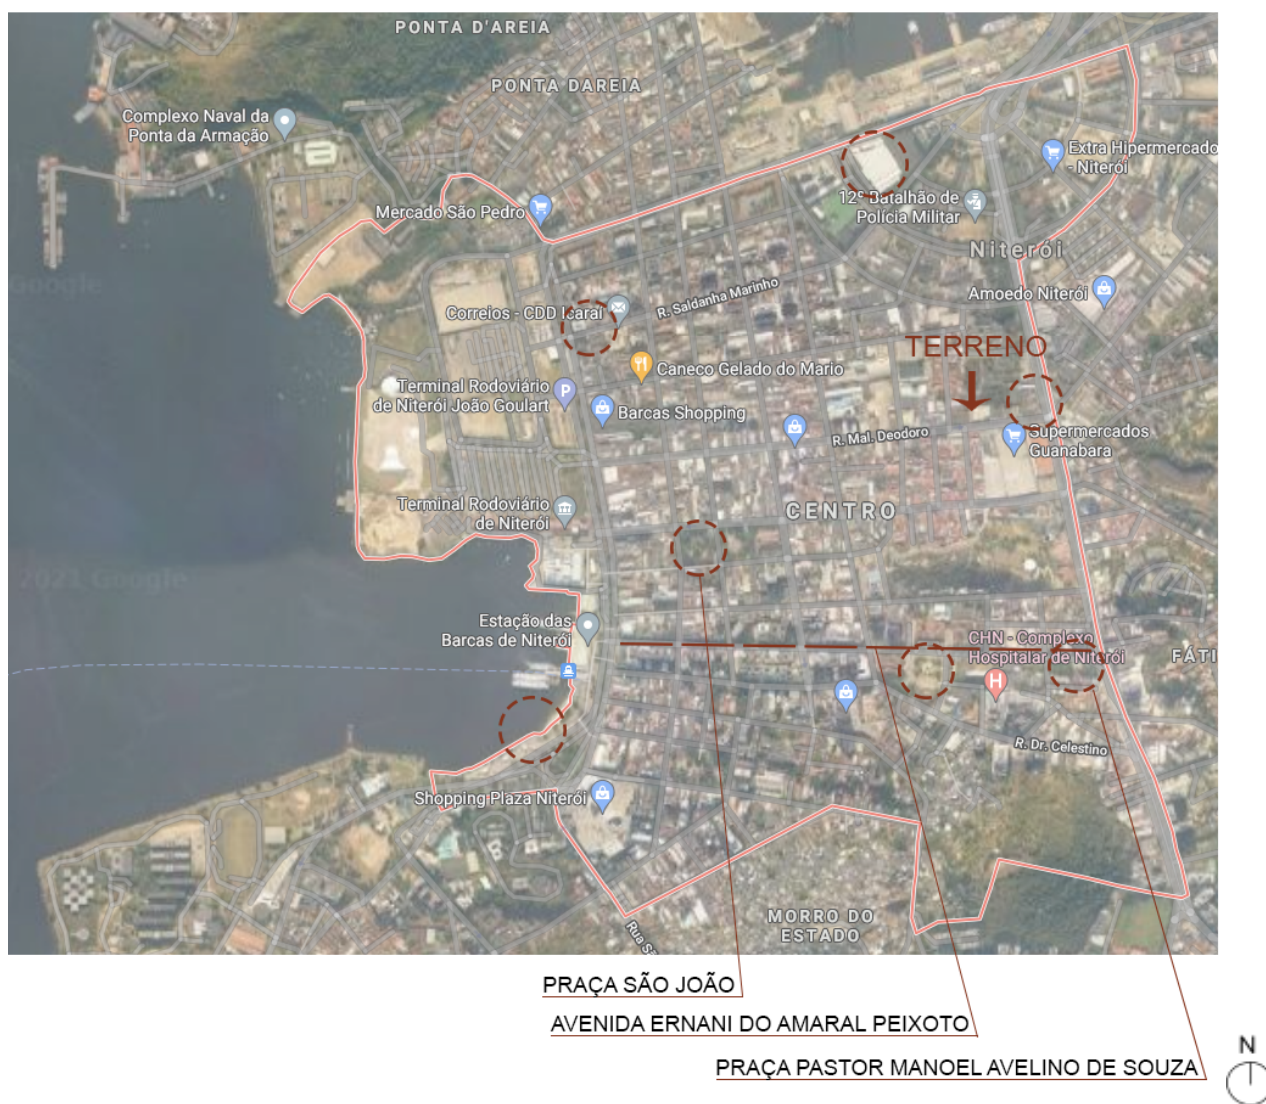 PONTA D'AREIA
PONTA DAREIA
Complexo Naval da
Ponta da Armação
Extra Hipermercado
- Niterói
12º Batalhão de
Polícia Militar
Mercado São Pedro
Niterói
Google
Amoedo Niterói
R. Saldanha Marinho
Correios - CDD Icaraí
TERRENO
Caneco Gelado do Mario
Terminal Rodoviário
de Niterói João Goulart
Barcas Shopping
R. Mal. Deodoro
Supermercados
Guanabara
Terminal Rodoviário
de Niterói
CENTRO
2021 Google
Estação das
Barcas de Niterói
CHN - Complexo
Hospitalar de Niterói
FÁTI
R. Dr. Celestino
Shopping Plaza Niterói
MORRO DO
ESTADO
Rua Sã
PRAÇA SÃO JOÃO
AVENIDA ERNANI DO AMARAL PEIXOTO
PRAÇA PASTOR MANOEL AVELINO DE SOUZA
N